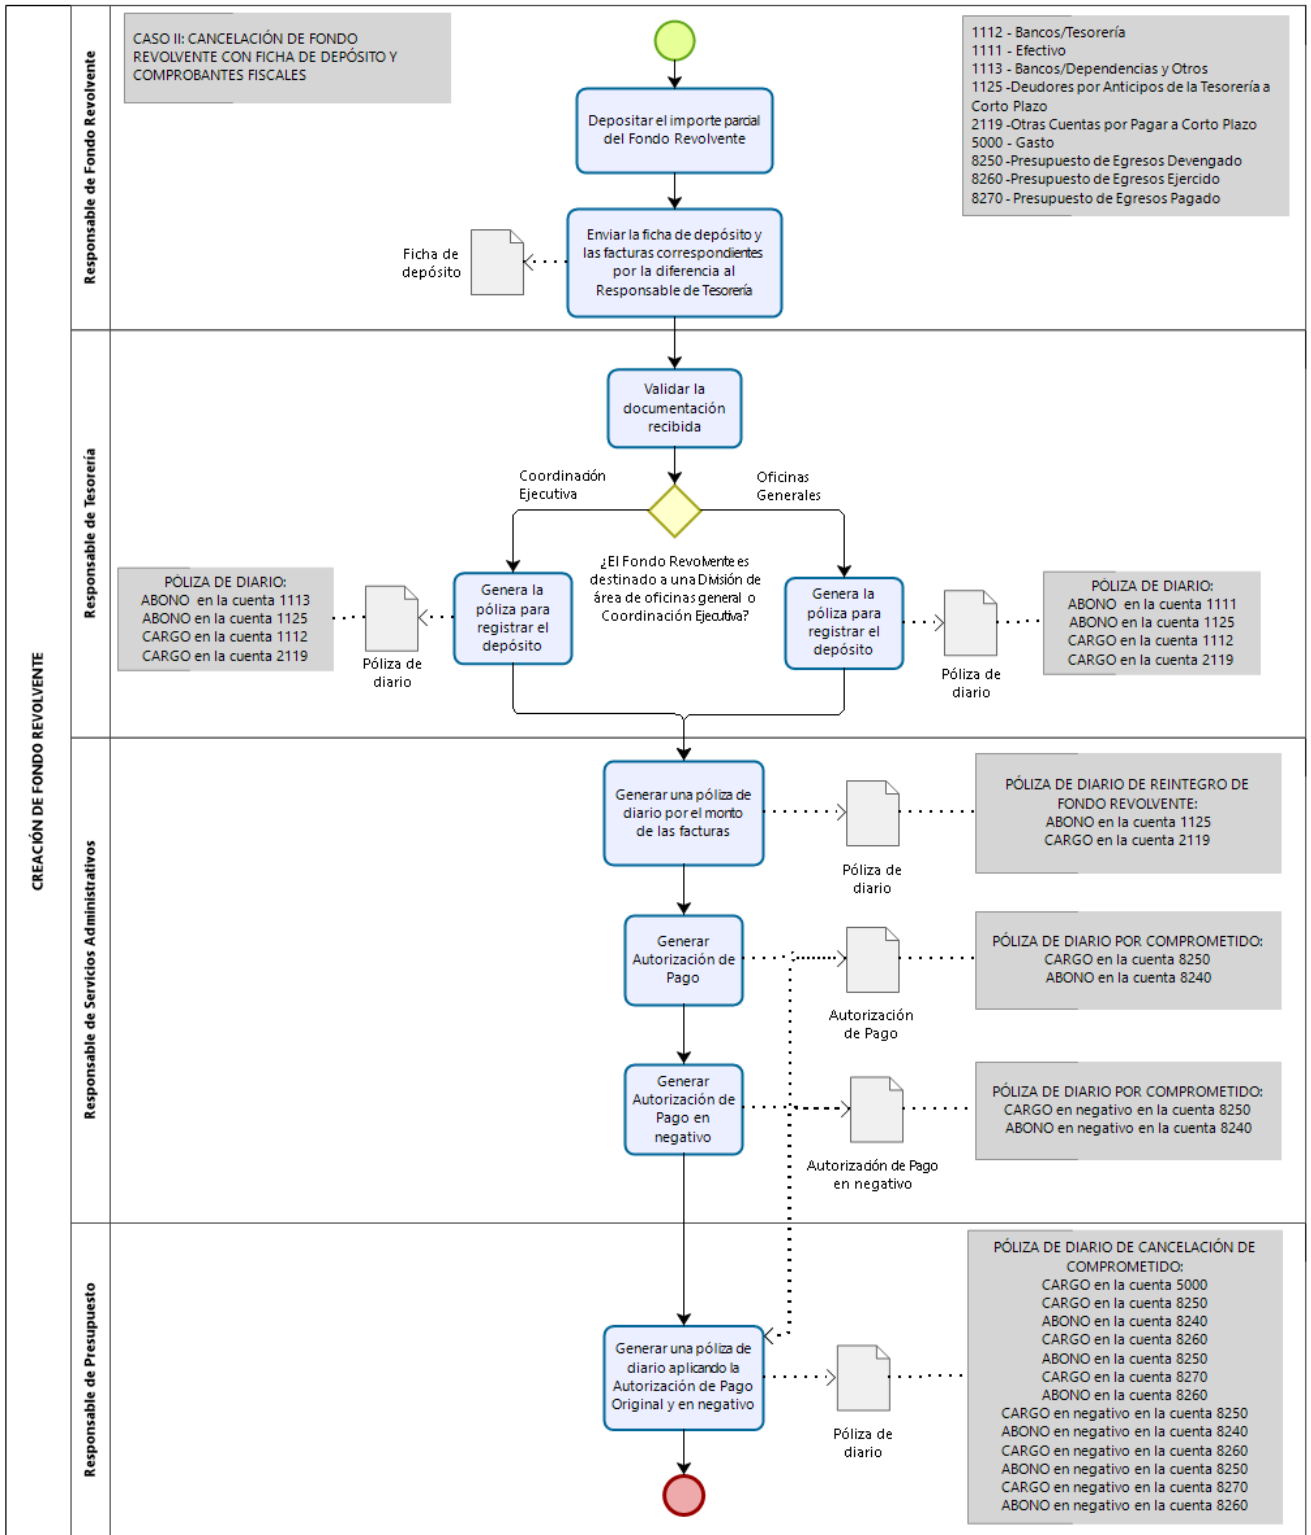 CREACIÓN DE FONDO REVOLVENTE
Responsable de Fondo Revolvente
CASO II: CANCELACIÓN DE FONDO
REVOLVENTE CON FICHA DE DEPÓSITO Y
COMPROBANTES FISCALES
1112 - Bancos/Tesorería
1111 - Efectivo
1113 - Bancos/Dependencias y Otros
1125 -Deudores por Anticipos de la Tesorería a
Corto Plazo
2119 -Otras Cuentas por Pagar a Corto Plazo
5000 - Gasto
8250 -Presupuesto de Egresos Devengado
8260 -Presupuesto de Egresos Ejercido
8270 - Presupuesto de Egresos Pagado
Depositar el importe parcial
del Fondo Revolvente
Enviar la ficha de depósito y
las facturas correspondientes
por la diferencia al
Responsable de Tesorería
Ficha de
depósito
Responsable de Tesorería
Validar la
documentación
recibida
Coordinación
Ejecutiva
Oficinas
Generales
¿El Fondo Revolvente es
destinado a una División de
área de oficinas general o
Coordinación Ejecutiva?
PÓLIZA DE DIARIO:
ABONO en la cuenta 1113
ABONO en la cuenta 1125
CARGO en la cuenta 1112
CARGO en la cuenta 2119
Póliza de
diario
Genera la
póliza para
registrar el
depósito
Genera la
póliza para
registrar el
depósito
Póliza de
diario
PÓLIZA DE DIARIO:
ABONO en la cuenta 1111
ABONO en la cuenta 1125
CARGO en la cuenta 1112
CARGO en la cuenta 2119
Responsable de Servicios Administrativos
Generar una póliza de
diario por el monto
de las facturas
Póliza de
diario
PÓLIZA DE DIARIO DE REINTEGRO DE
FONDO REVOLVENTE:
ABONO en la cuenta 1125
CARGO en la cuenta 2119
Generar
Autorización de
Pago
Autorización
de Pago
PÓLIZA DE DIARIO POR COMPROMETIDO:
CARGO en la cuenta 8250
ABONO en la cuenta 8240
Generar
Autorización de
Pago en
negativo
Autorización de Pago
en negativo
PÓLIZA DE DIARIO POR COMPROMETIDO:
CARGO en negativo en la cuenta 8250
ABONO en negativo en la cuenta 8240
Responsable de Presupuesto
Generar una póliza de
diario aplicando la
Autorización de Pago
Original y en negativo
Póliza de
diario
PÓLIZA DE DIARIO DE CANCELACIÓN DE
COMPROMETIDO:
CARGO en la cuenta 5000
CARGO en la cuenta 8250
ABONO en la cuenta 8240
CARGO en la cuenta 8260
ABONO en la cuenta 8250
CARGO en la cuenta 8270
ABONO en la cuenta 8260
CARGO en negativo en la cuenta 8250
ABONO en negativo en la cuenta 8240
CARGO en negativo en la cuenta 8260
ABONO en negativo en la cuenta 8250
CARGO en negativo en la cuenta 8270
ABONO en negativo en la cuenta 8260